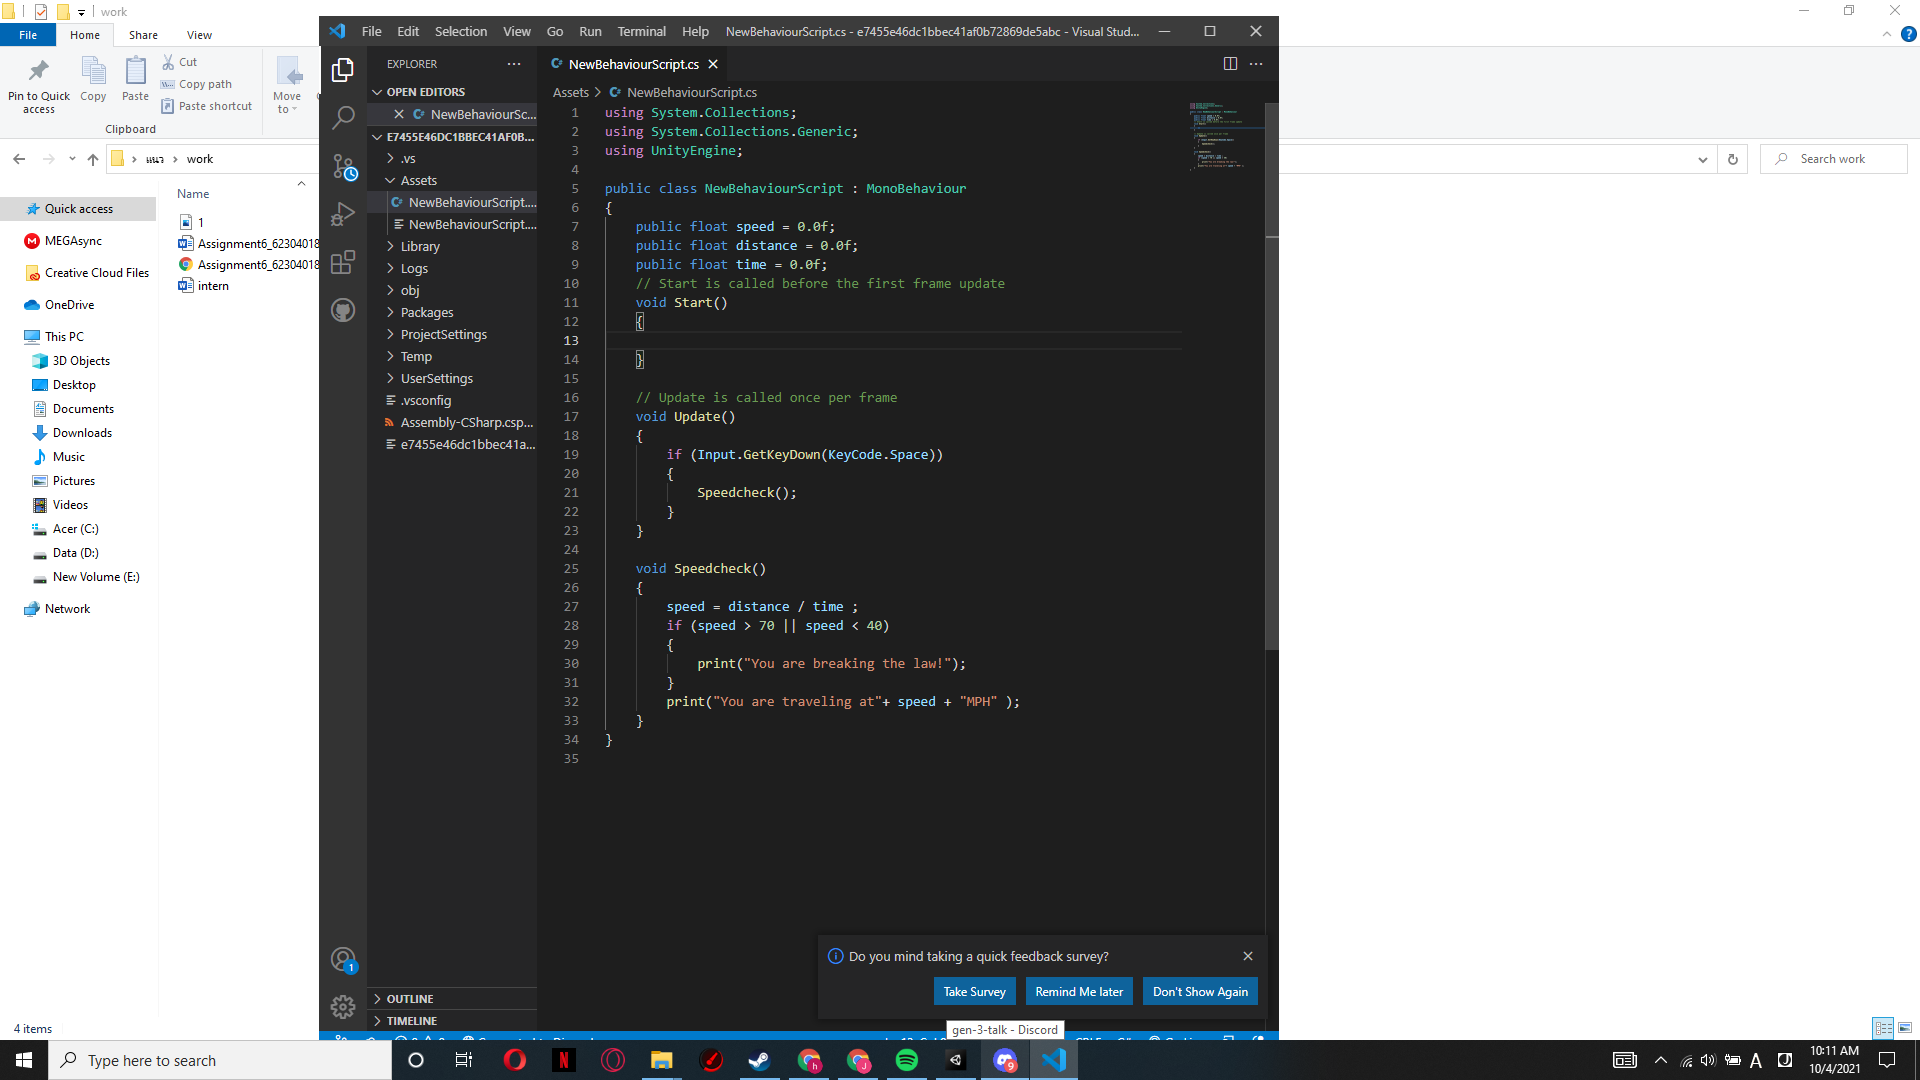 work
File
Home
Share
View
Pin to Quick access
Copy
Paste
Cut
Copy path
Paste shortcut
Move to
Clipboard
แนว
work
Search work
Name
Quick access
MEGAsync
Creative Cloud Files
OneDrive
This PC
3D Objects
Desktop
Documents
Downloads
Music
Pictures
Videos
Acer (C:)
Data (D:)
New Volume (E:)
Network
1
Assignment6_62304018
Assignment6_62304018
intern
4 items
File Edit Selection View Go Run Terminal Help NewBehaviourScript.cs - e7455e46dc1bbec41af0b72869de5abc - Visual Stud...
EXPLORER
OPEN EDITORS
NewBehaviourSc...
E7455E46DC1BBEC41AF0B...
.vs
Assets
NewBehaviourScript....
NewBehaviourScript....
Library
Logs
obj
Packages
ProjectSettings
Temp
UserSettings
.vsconfig
Assembly-CSharp.csp...
e7455e46dc1bbec41a...
OUTLINE
TIMELINE
1
NewBehaviourScript.cs
Assets > NewBehaviourScript.cs
1 using System.Collections;
2 using System.Collections.Generic;
3 using UnityEngine;
4
5 public class NewBehaviourScript : MonoBehaviour
6 {
7 public float speed = 0.0f;
8 public float distance = 0.0f;
9 public float time = 0.0f;
10 // Start is called before the first frame update
11 void Start()
12 {
13
14 }
15
16 // Update is called once per frame
17 void Update()
18 {
19 if (Input.GetKeyDown(KeyCode.Space))
20 {
21 Speedcheck();
22 }
23 }
24
25 void Speedcheck()
26 {
27 speed = distance / time ;
28 if (speed > 70 || speed < 40)
29 {
30 print("You are breaking the law!");
31 }
32 print("You are traveling at"+ speed + "MPH" );
33 }
34 }
35
Do you mind taking a quick feedback survey?
Take Survey
Remind Me later
Don't Show Again
gen-3-talk - Discord
Type here to search
9
A
10:11 AM
10/4/2021